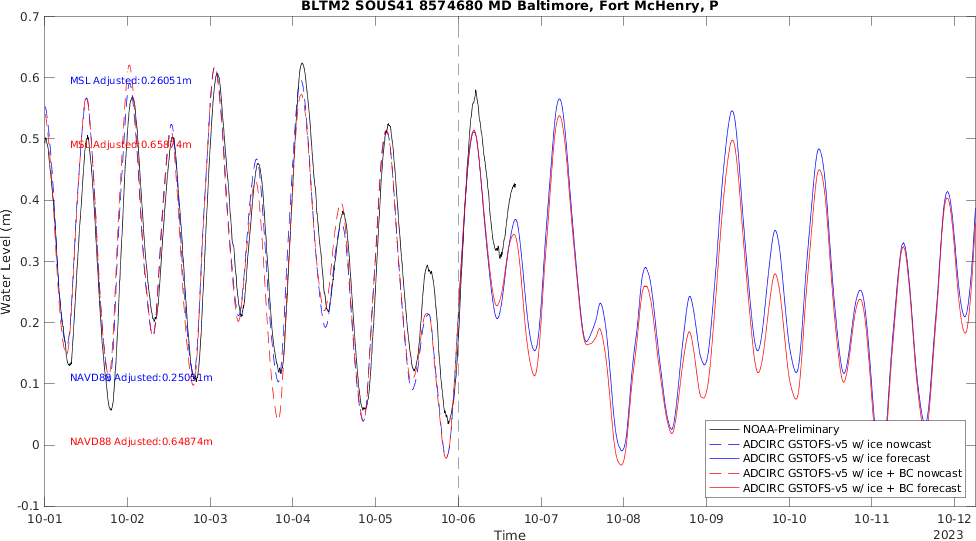 BLTM2 SOUS41 8574680 MD Baltimore, Fort McHenry, P
0.7
0.6
0.5
0.4
0.3
0.2
0.1
0
-0.1
Water Level (m)
MSL Adjusted:0.26051m
MSL Adjusted:0.65874m
NAVD88 Adjusted:0.25051m
NAVD88 Adjusted:0.64874m
NOAA-Preliminary
ADCIRC GSTOFS-v5 w/ ice nowcast
ADCIRC GSTOFS-v5 w/ ice forecast
ADCIRC GSTOFS-v5 w/ ice + BC nowcast
ADCIRC GSTOFS-v5 w/ ice + BC forecast
10-01 10-02 10-03 10-04 10-05 10-06 10-07 10-08 10-09 10-10 10-11 10-12
Time
2023